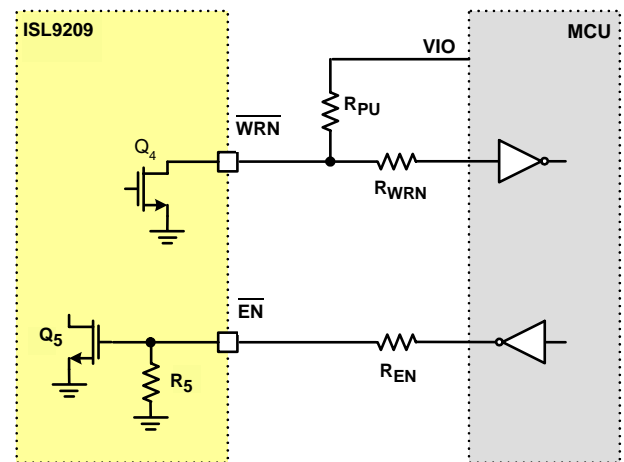 ISL9209
MCU
VIO
RPU
WRN
Q4
RWRN
EN
Q5
R5
REN